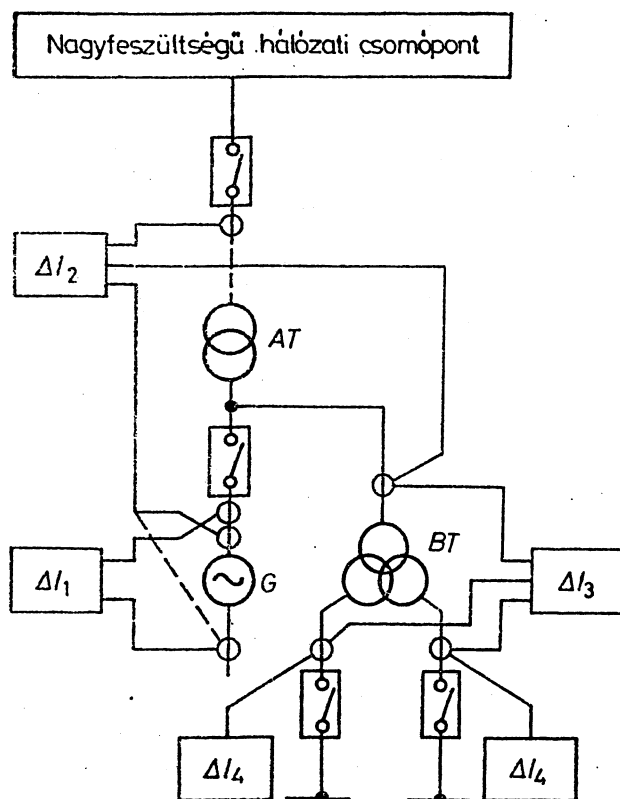 Nagyfeszültségű hálózati csomópont
ΔI₂
AT
BT
ΔI₁
G
ΔI₃
ΔI₄
ΔI₄